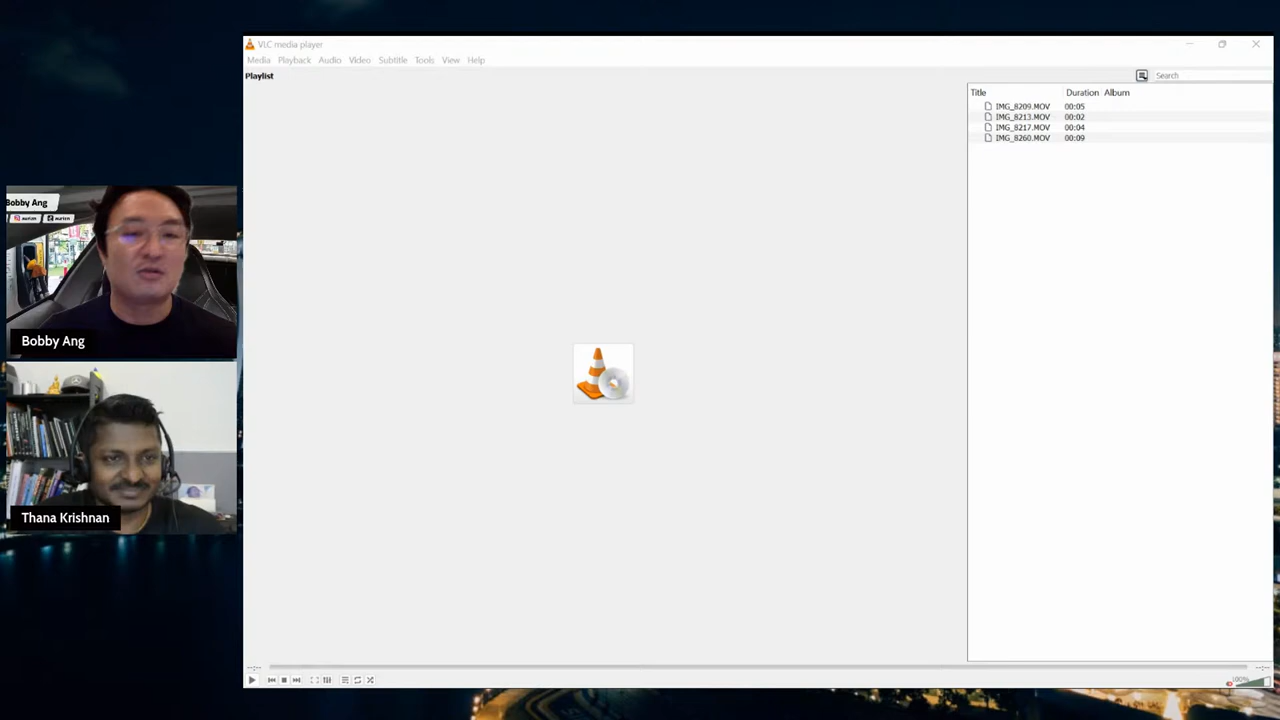 VLC media player
Media Playback Audio Video Subtitle Tools View Help
Playlist
Search
Title Duration Album
IMG_8209.MOV 00:05
IMG_8213.MOV 00:02
IMG_8217.MOV 00:04
IMG_8260.MOV 00:09
Bobby Ang
Bobby Ang
Thana Krishnan
--:--
--:--
100%